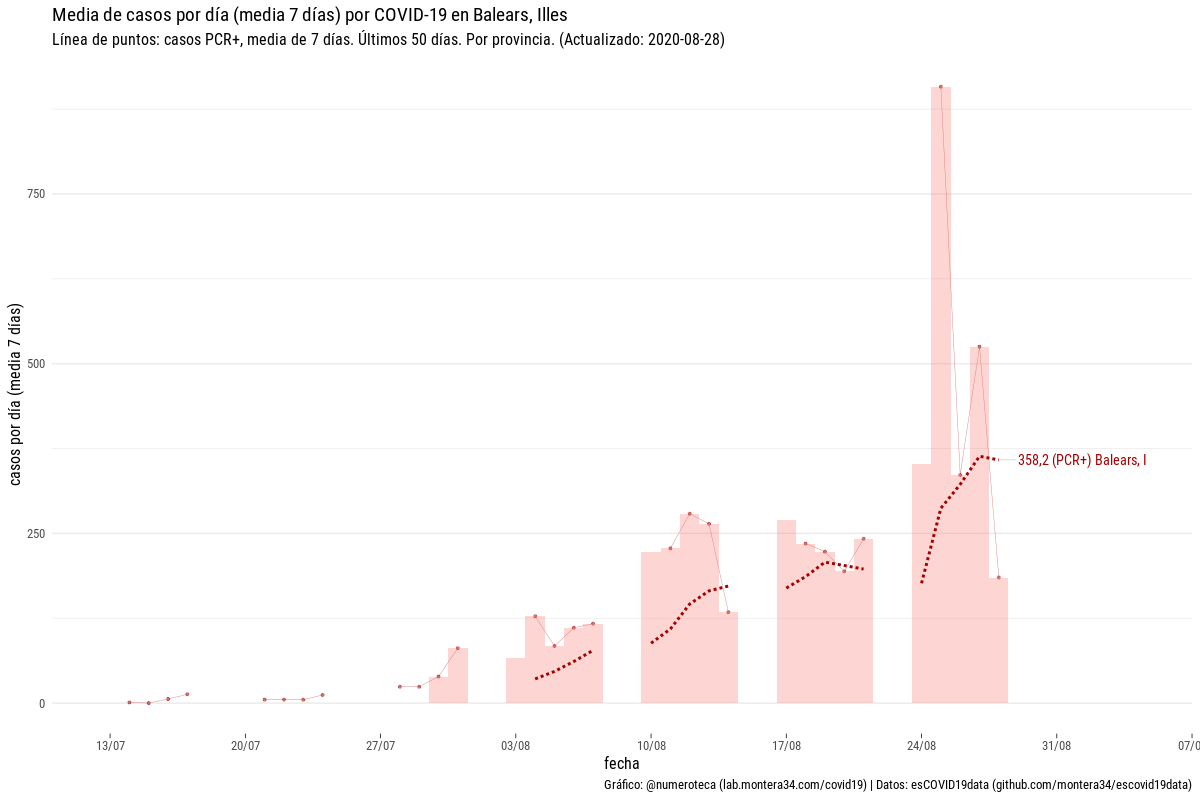 Media de casos por día (media 7 días) por COVID-19 en Balears, Illes
Línea de puntos: casos PCR+, media de 7 días. Últimos 50 días. Por provincia. (Actualizado: 2020-08-28)
casos por día (media 7 días)
750
500
250
0
358,2 (PCR+) Balears, I
13/07
20/07
27/07
03/08
10/08
17/08
24/08
31/08
07/0
fecha
Gráfico: @numeroteca (lab.montera34.com/covid19) | Datos: esCOVID19data (github.com/montera34/escovid19data)